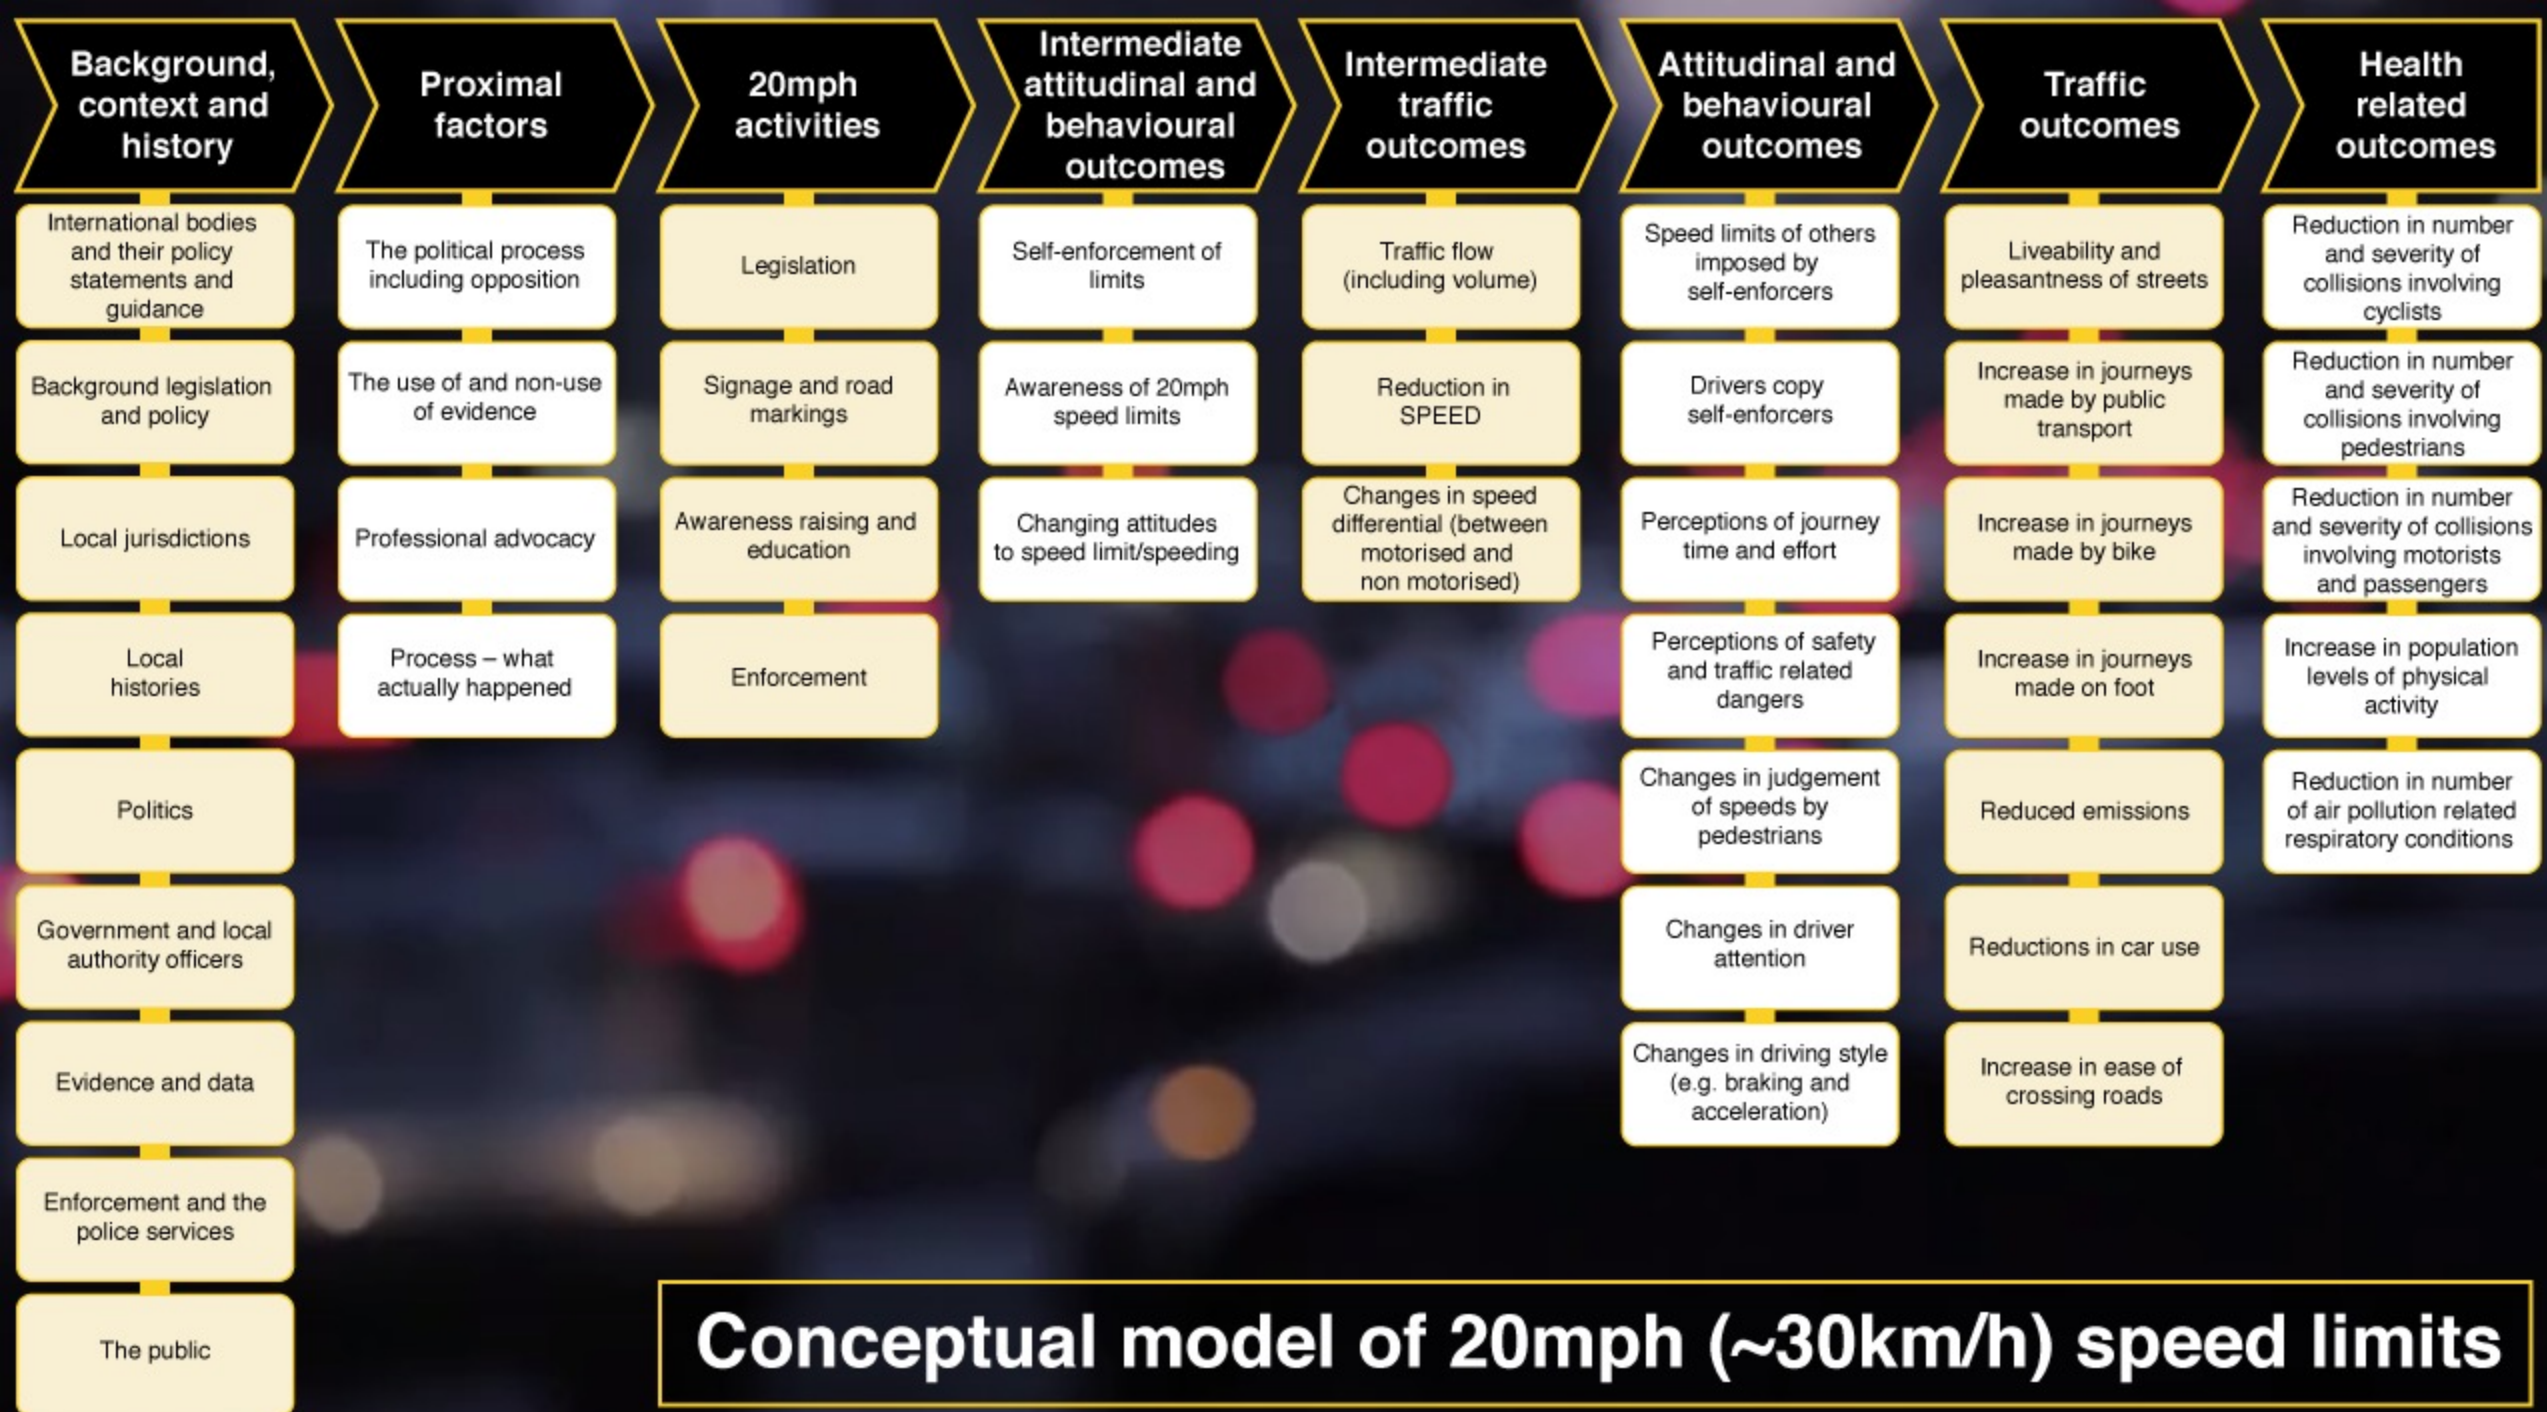 Background,
context and
history
International bodies
and their policy
statements and
guidance
Background legislation
and policy
Local jurisdictions
Local
histories
Politics
Government and local
authority officers
Evidence and data
Enforcement and the
police services
The public
Proximal
factors
The political process
including opposition
The use of and non-use
of evidence
Professional advocacy
Process – what
actually happened
20mph
activities
Legislation
Signage and road
markings
Awareness raising and
education
Enforcement
Intermediate
attitudinal and
behavioural
outcomes
Self-enforcement of
limits
Awareness of 20mph
speed limits
Changing attitudes
to speed limit/speeding
Intermediate
traffic
outcomes
Traffic flow
(including volume)
Reduction in
SPEED
Changes in speed
differential (between
motorised and
non motorised)
Attitudinal and
behavioural
outcomes
Speed limits of others
imposed by
self-enforcers
Drivers copy
self-enforcers
Perceptions of journey
time and effort
Perceptions of safety
and traffic related
dangers
Changes in judgement
of speeds by
pedestrians
Changes in driver
attention
Changes in driving style
(e.g. braking and
acceleration)
Traffic
outcomes
Liveability and
pleasantness of streets
Increase in journeys
made by public
transport
Increase in journeys
made by bike
Increase in journeys
made on foot
Reduced emissions
Reductions in car use
Increase in ease of
crossing roads
Health
related
outcomes
Reduction in number
and severity of
collisions involving
cyclists
Reduction in number
and severity of
collisions involving
pedestrians
Reduction in number
and severity of collisions
involving motorists
and passengers
Increase in population
levels of physical
activity
Reduction in number
of air pollution related
respiratory conditions
Conceptual model of 20mph (~30km/h) speed limits